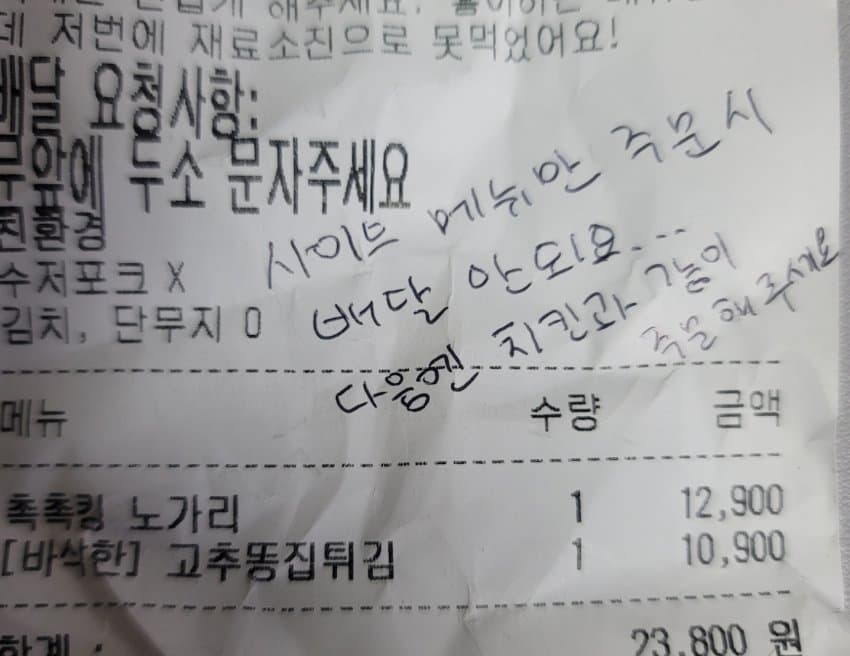 해주세요.
데 저번에 재료소진으로 못먹었어요!
배달 요청사항:
문앞에 두소 문자주세요
친환경
수저포크 X
김치, 단무지 O
사이드 메뉴만 주문시
배달 안되요...
다음엔 치킨과 같이
주문해주세요
메뉴 수량 금액
촉촉킹 노가리 1 12,900
[바삭한] 고추똥집튀김 1 10,900
합계 : 23,800 원